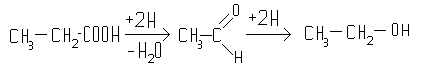 CH3–CH2–COOH +2H –H2O → CH3–C(=O)–H +2H → CH3–CH2–OH